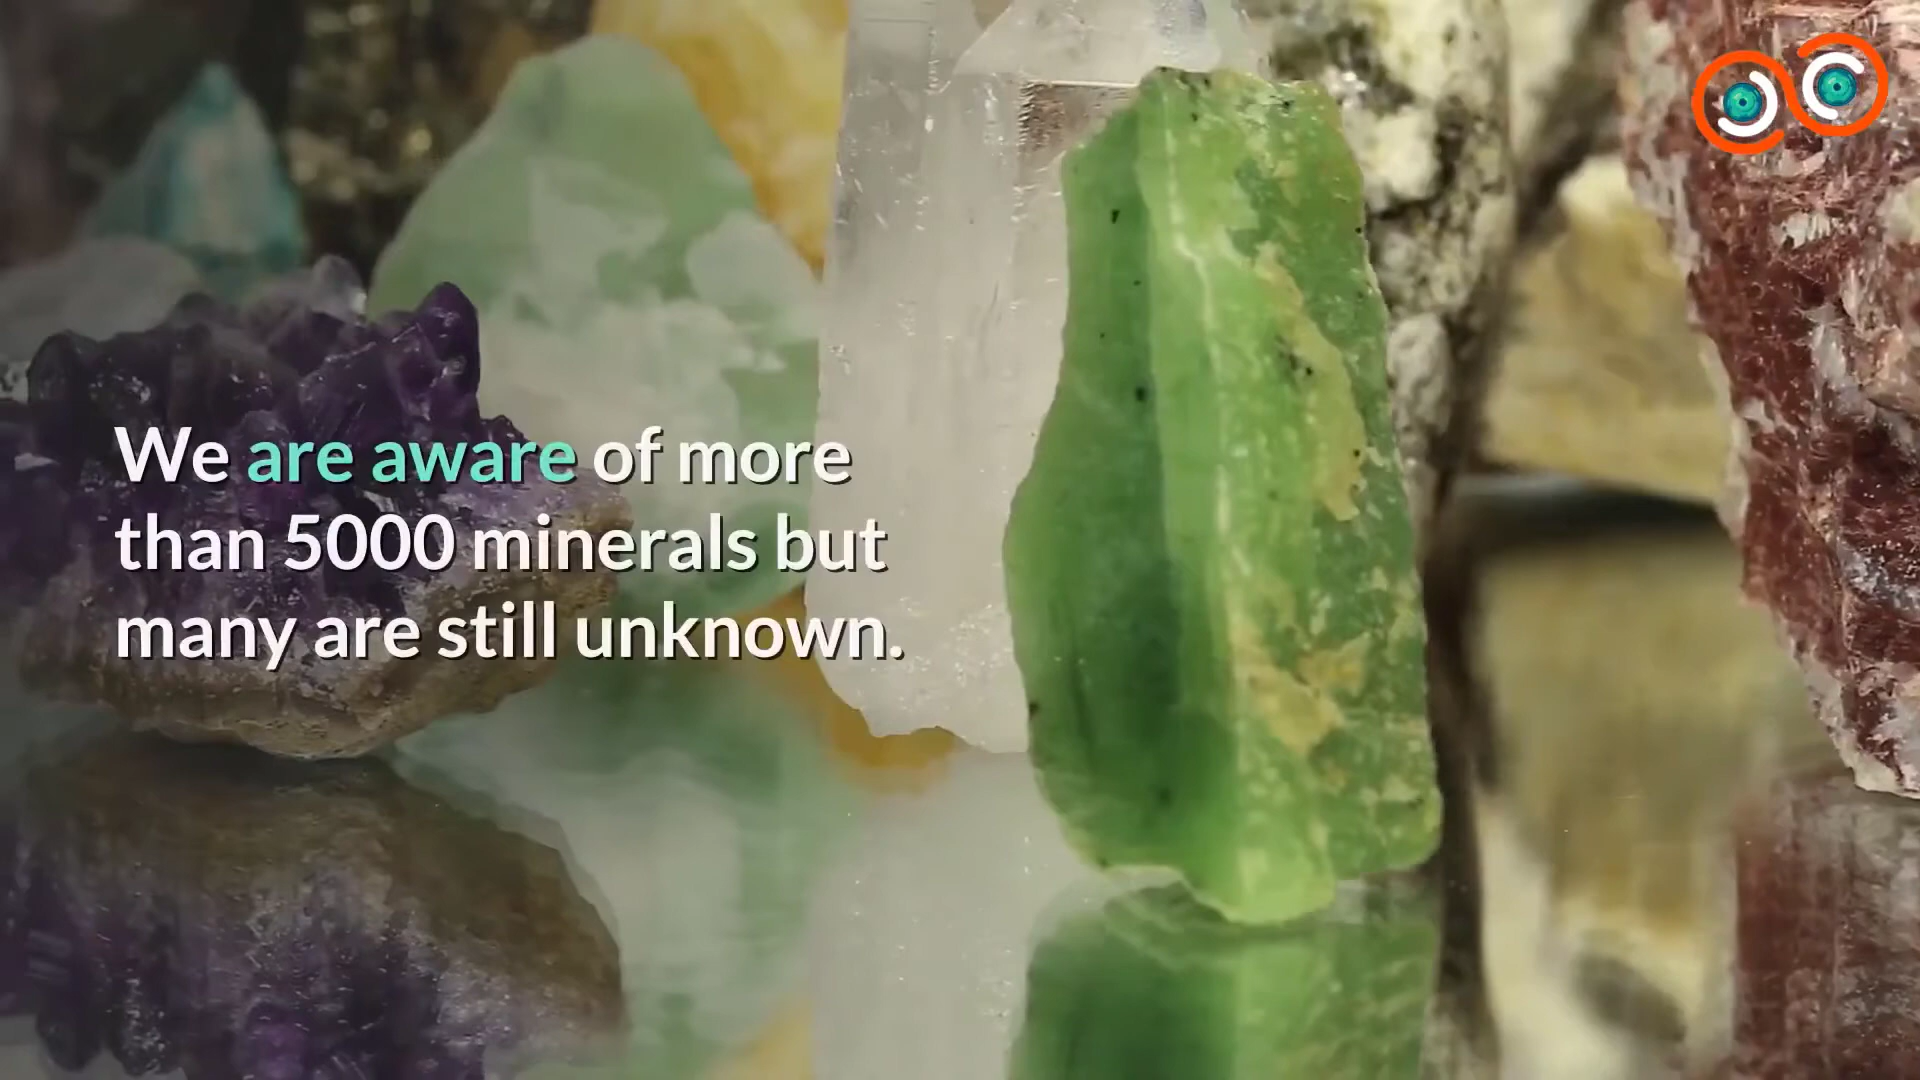 We are aware of more
than 5000 minerals but
many are still unknown.